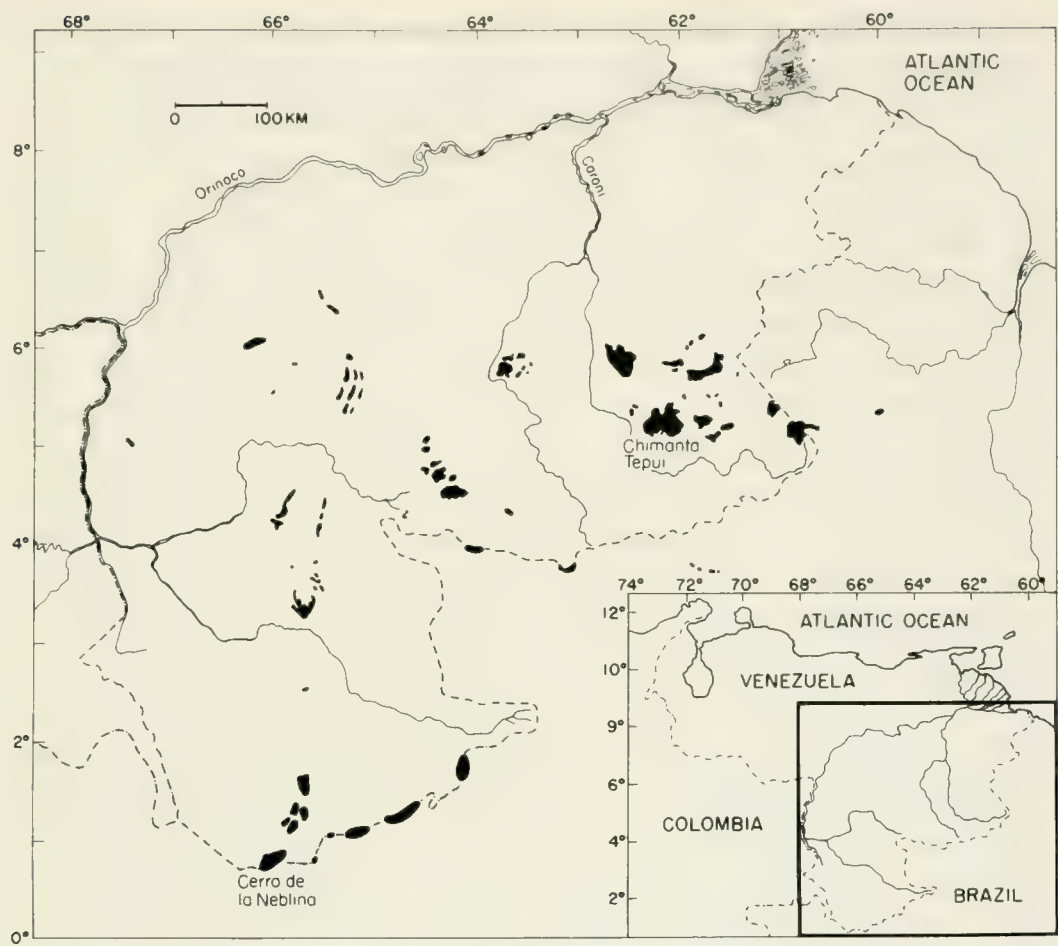 68° 66° 64° 62° 60°
ATLANTIC
OCEAN
0 100 KM
8°
Orinoco
Caroni
6°
Chimanta
Tepui
4°
74° 72° 70° 68° 66° 64° 62° 60°
12°
ATLANTIC OCEAN
10°
VENEZUELA
9°
6°
COLOMBIA
4°
BRAZIL
2°
2°
Cerro de
la Neblina
0°